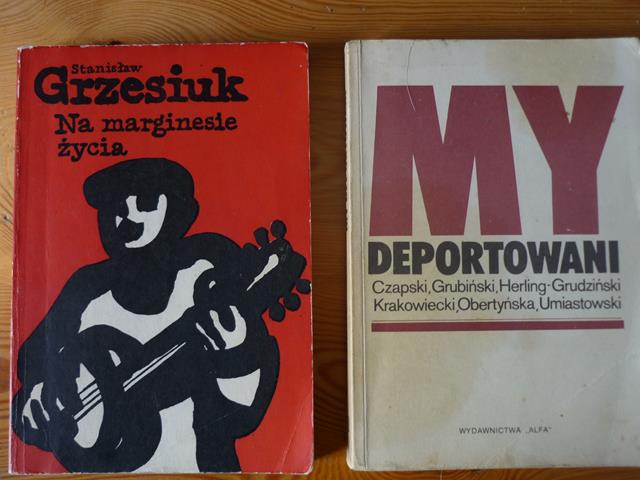 Stanisław
Grzesiuk
Na marginesie
życia
MY
DEPORTOWANI
Czapski, Grubiński, Herling-Grudziński
Krakowiecki, Obertyńska, Umiastowski
WYDAWNICTWA „ALFA"